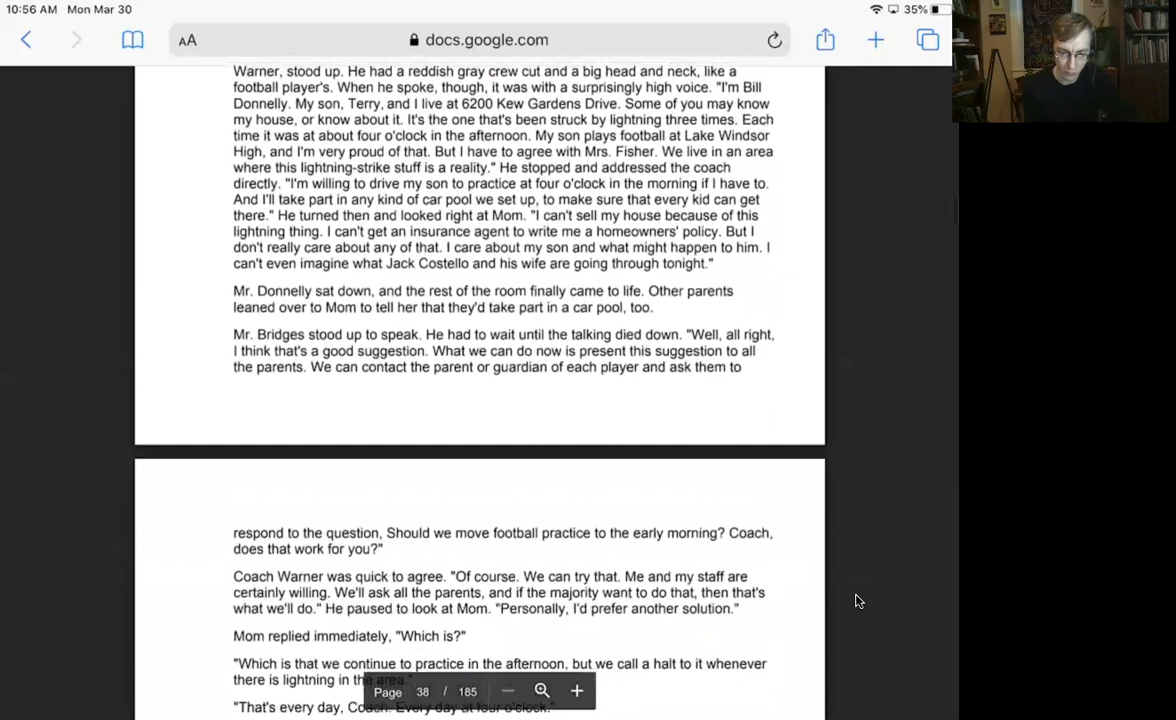 10:56 AM Mon Mar 30
35%
AA
docs.google.com
Warner, stood up. He had a reddish gray crew cut and a big head and neck, like a
football player's. When he spoke, though, it was with a surprisingly high voice. "I'm Bill
Donnelly. My son, Terry, and I live at 6200 Kew Gardens Drive. Some of you may know
my house, or know about it. It's the one that's been struck by lightning three times. Each
time it was at about four o'clock in the afternoon. My son plays football at Lake Windsor
High, and I'm very proud of that. But I have to agree with Mrs. Fisher. We live in an area
where this lightning-strike stuff is a reality." He stopped and addressed the coach
directly. "I'm willing to drive my son to practice at four o'clock in the morning if I have to.
And I'll take part in any kind of car pool we set up, to make sure that every kid can get
there." He turned then and looked right at Mom. "I can't sell my house because of this
lightning thing. I can't get an insurance agent to write me a homeowners' policy. But I
don't really care about any of that. I care about my son and what might happen to him. I
can't even imagine what Jack Costello and his wife are going through tonight."
Mr. Donnelly sat down, and the rest of the room finally came to life. Other parents
leaned over to Mom to tell her that they'd take part in a car pool, too.
Mr. Bridges stood up to speak. He had to wait until the talking died down. "Well, all right,
I think that's a good suggestion. What we can do now is present this suggestion to all
the parents. We can contact the parent or guardian of each player and ask them to
respond to the question, Should we move football practice to the early morning? Coach,
does that work for you?"
Coach Warner was quick to agree. "Of course. We can try that. Me and my staff are
certainly willing. We'll ask all the parents, and if the majority want to do that, then that's
what we'll do." He paused to look at Mom. "Personally, I'd prefer another solution."
Mom replied immediately, "Which is?"
"Which is that we continue to practice in the afternoon, but we call a halt to it whenever
there is lightning in the area."
Page 38 / 185
"That's every day, Coach. Every day at four o'clock."